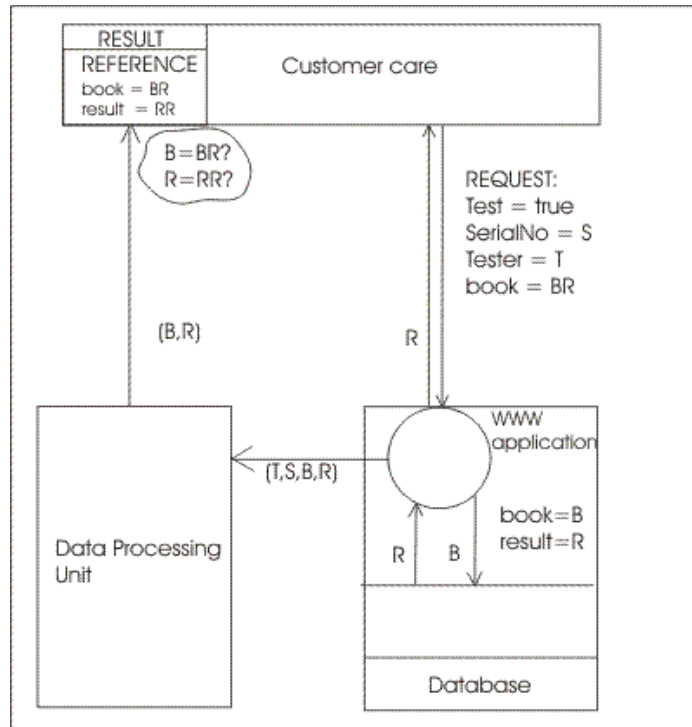 RESULT
REFERENCE
book = BR
result = RR
Customer care
B=BR?
R=RR?
REQUEST:
Test = true
SerialNo = S
Tester = T
book = BR
(B,R)
R
WWW
application
(T,S,B,R)
book=B
result=R
R
B
Data Processing
Unit
Database